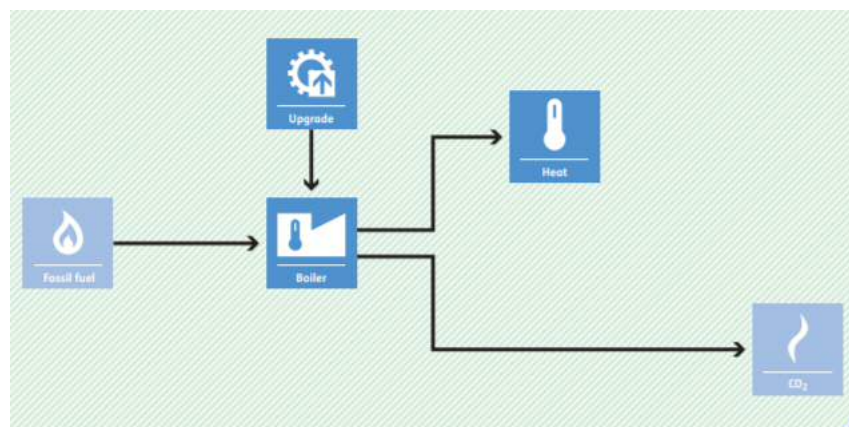 Upgrade
Heat
Fossil fuel
Boiler
CO₂